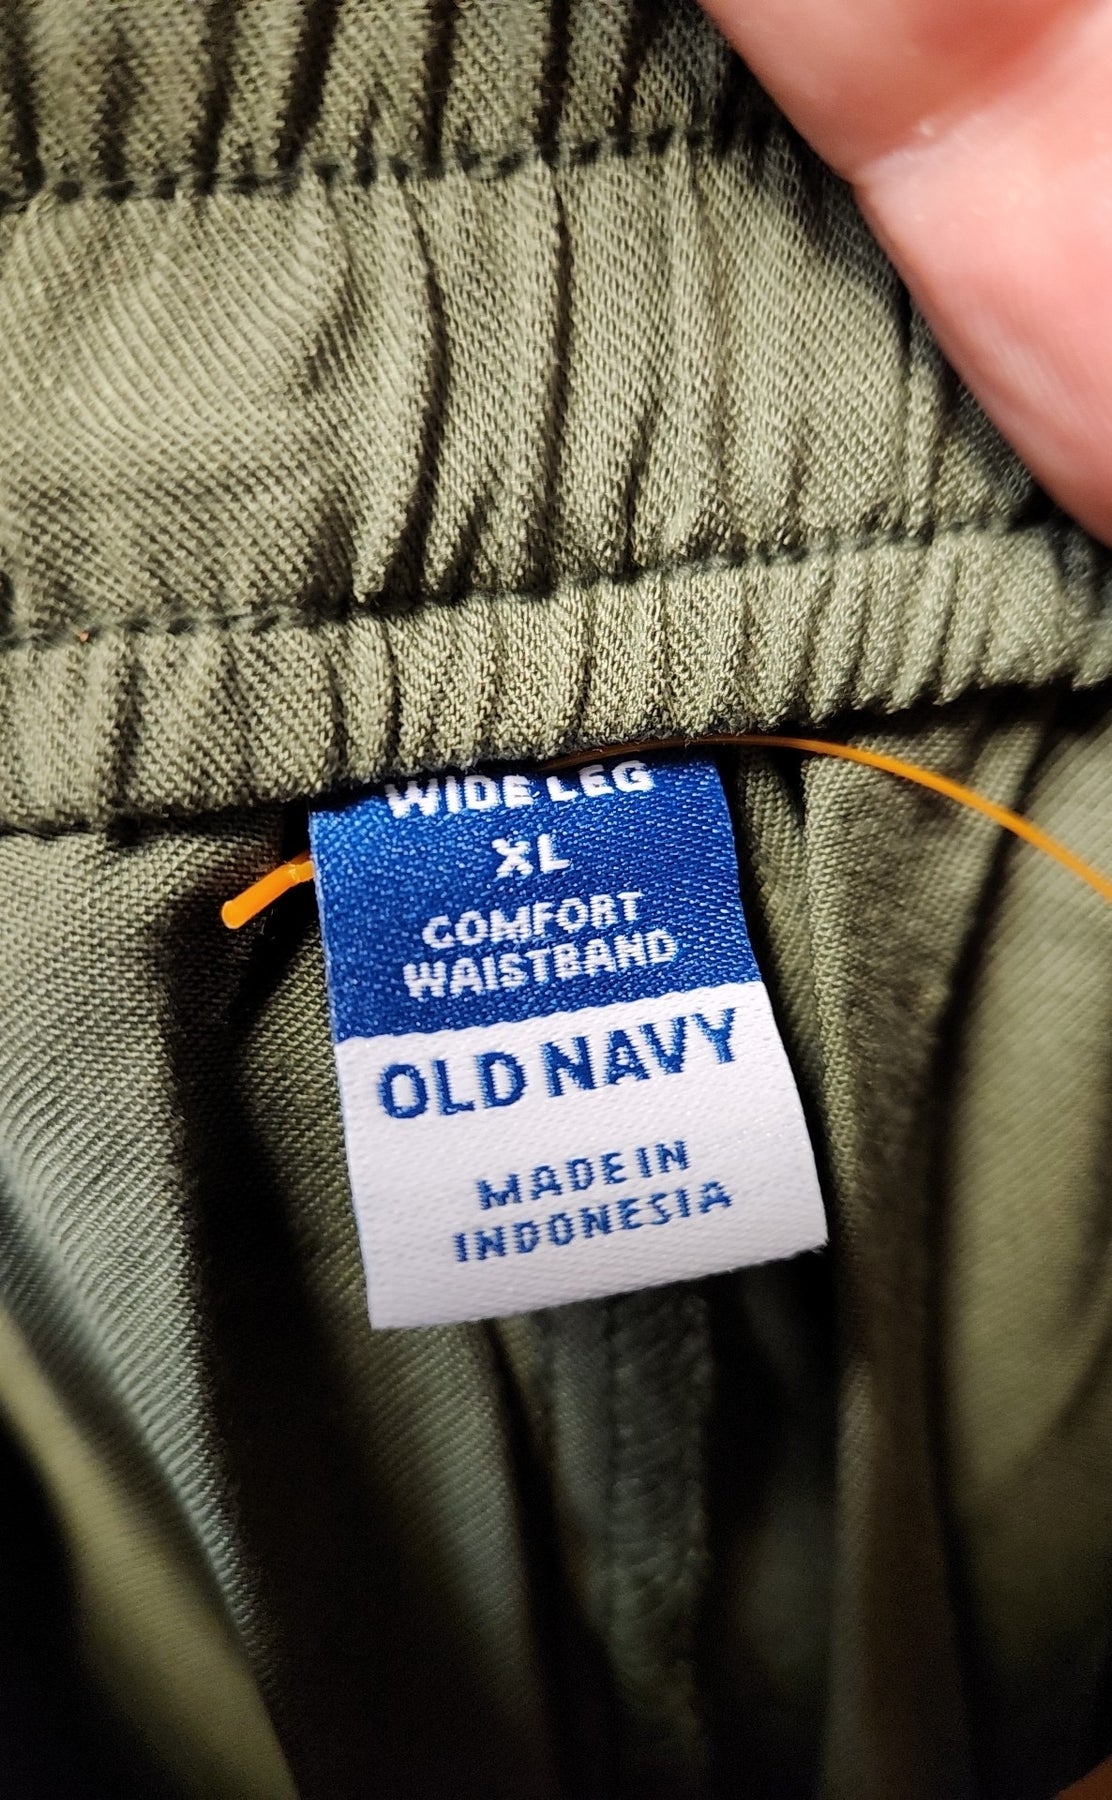 WIDE LEG
XL
COMFORT
WAISTBAND
OLD NAVY
MADE IN
INDONESIA